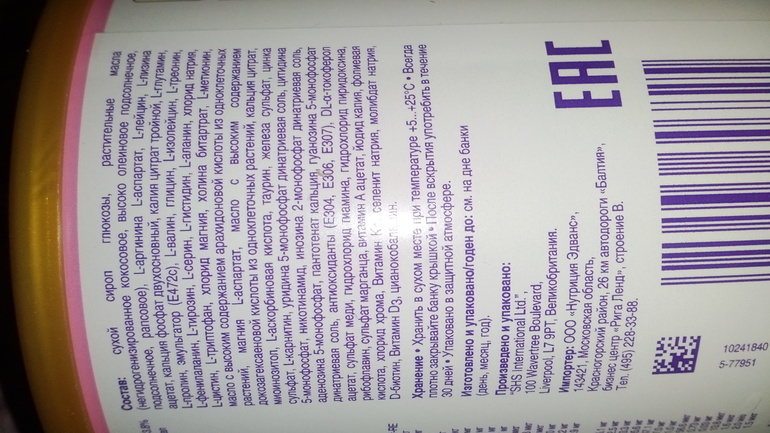 Состав: сухой сироп глюкозы, растительные масла
(негидрогенизированное кокосовое, высоко олеиновое подсолнечное,
подсолнечное, рапсовое), L-аргинина L-аспартат, L-лейцин, L-лизина
ацетат, кальция фосфат двухосновный, калия цитрат тройной, L-глутамин,
L-пролин, эмульгатор (E472c), L-валин, глицин, L-изолейцин, L-треонин,
L-фенилаланин, L-тирозин, L-серин, L-гистидин, L-аланин, хлорид натрия,
L-цистин, L-триптофан, хлорид магния, холина битартрат, L-метионин,
масло с высоким содержанием арахидоновой кислоты из одноклеточных
растений, магния L-аспартат, масло с высоким содержанием
докозагексаеновой кислоты из одноклеточных растений, кальция цитрат,
миоинозитол, L-аскорбиновая кислота, таурин, железа сульфат, цинка
сульфат, L-карнитин, уридина 5-монофосфат динатриевая соль, цитидина
5-монофосфат, никотинамид, инозина 2-монофосфат динатриевая соль,
аденозина 5-монофосфат, пантотенат кальция, гуанозина 5-монофосфат
динатриевая соль, антиоксиданты (E304, E306, E307), DL-α-токоферол
ацетат, сульфат меди, гидрохлорид тиамина, гидрохлорид пиридоксина,
рибофлавин, сульфат марганца, витамин А ацетат, йодид калия, фолиевая
кислота, хлорид хрома, Витамин К селенит натрия, молибдат натрия,
D-биотин, Витамин D3, цианокобаламин.
Хранение • Хранить в сухом месте при температуре +5...+25°C • Всегда
плотно закрывайте банку крышкой • После вскрытия употребить в течение
30 дней • Упаковано в защитной атмосфере.
Изготовлено и упаковано/годен до: см. на дне банки
(день, месяц, год).
Произведено и упаковано:
"SHS International Ltd",
100 Wavertree Boulevard,
Liverpool, L7 9PT, Великобритания.
Импортер: ООО «Нутриция Эдванс»,
143421, Московская область,
Красногорский район, 26 км автодороги «Балтия»,
бизнес центр «Рига Ленд», строение В.
Тел. (495) 228-33-88.
EAC
10241840
5-77951